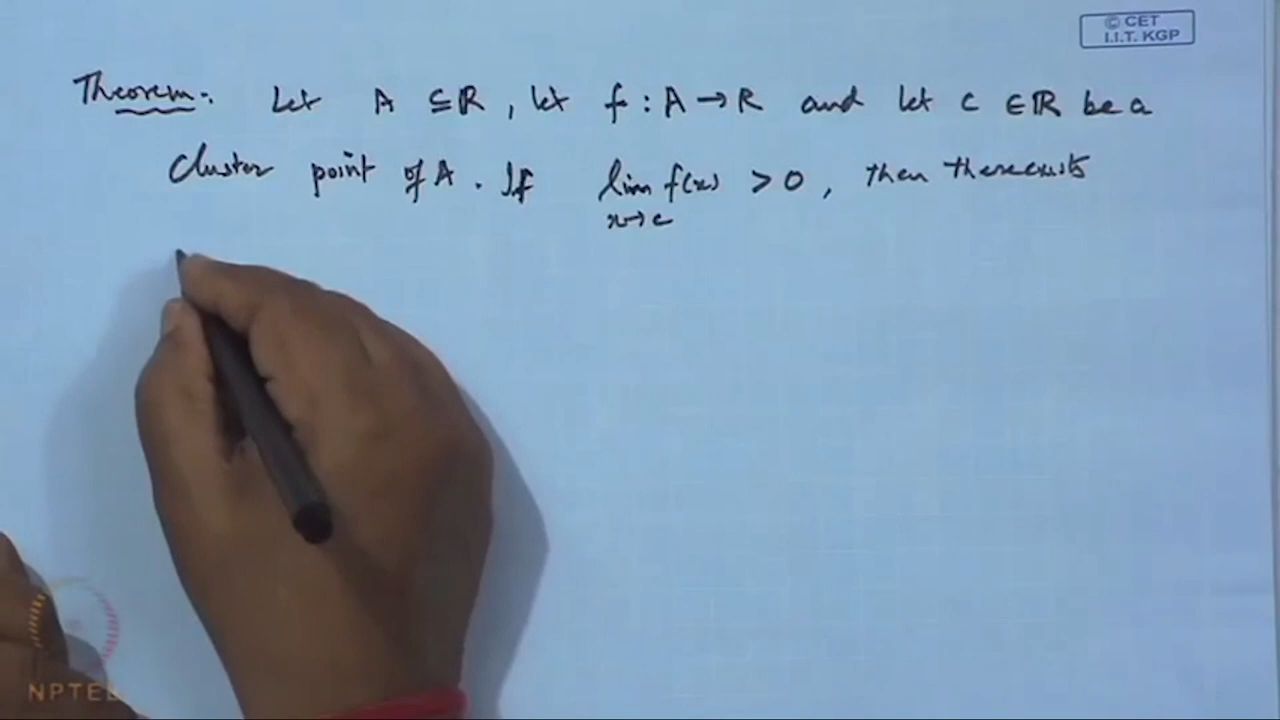 © CET
I.I.T. KGP
Theorem: Let A ⊆ ℝ, let f : A → R and let c ∈ ℝ be a
Cluster point of A. If lim f(x) > 0, then there exists
x→c
NPTEL